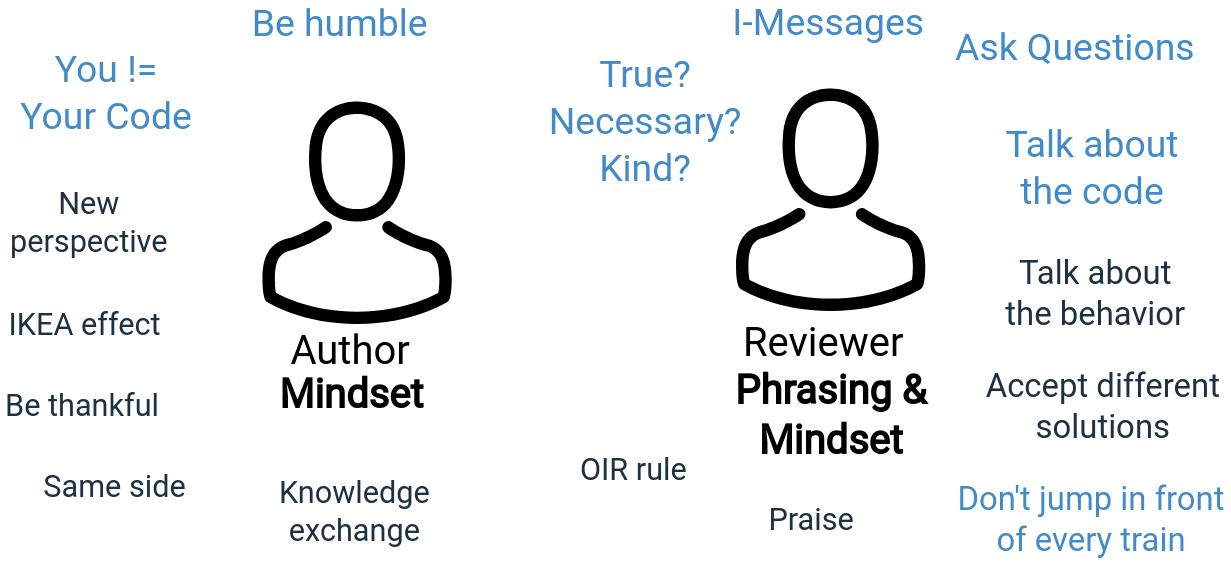 Be humble
You !=
Your Code
New
perspective
IKEA effect
Be thankful
Same side
Knowledge
exchange
Author
Mindset
I-Messages
Ask Questions
True?
Necessary?
Kind?
Talk about
the code
Talk about
the behavior
Reviewer
Phrasing &
Mindset
Accept different
solutions
OIR rule
Praise
Don't jump in front
of every train